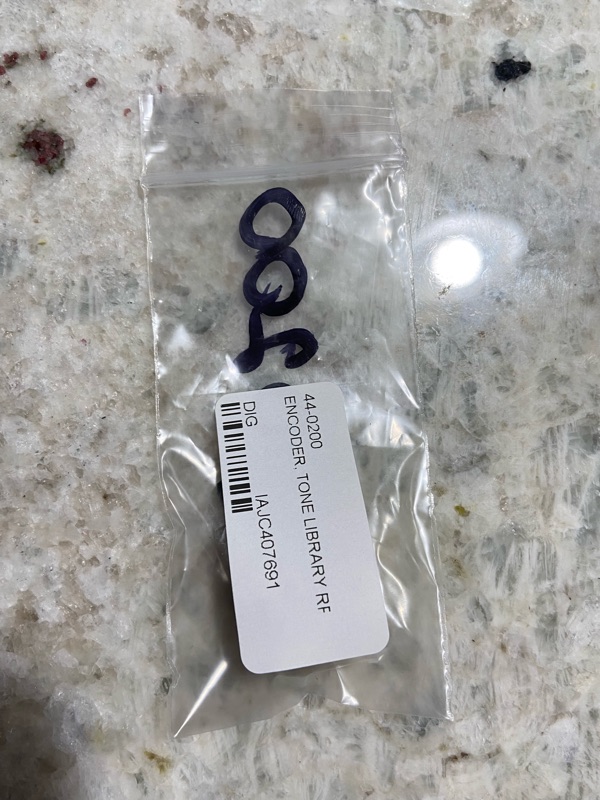 44-0200
ENCODER, TONE LIBRARY RF
DIG
IAJC407691